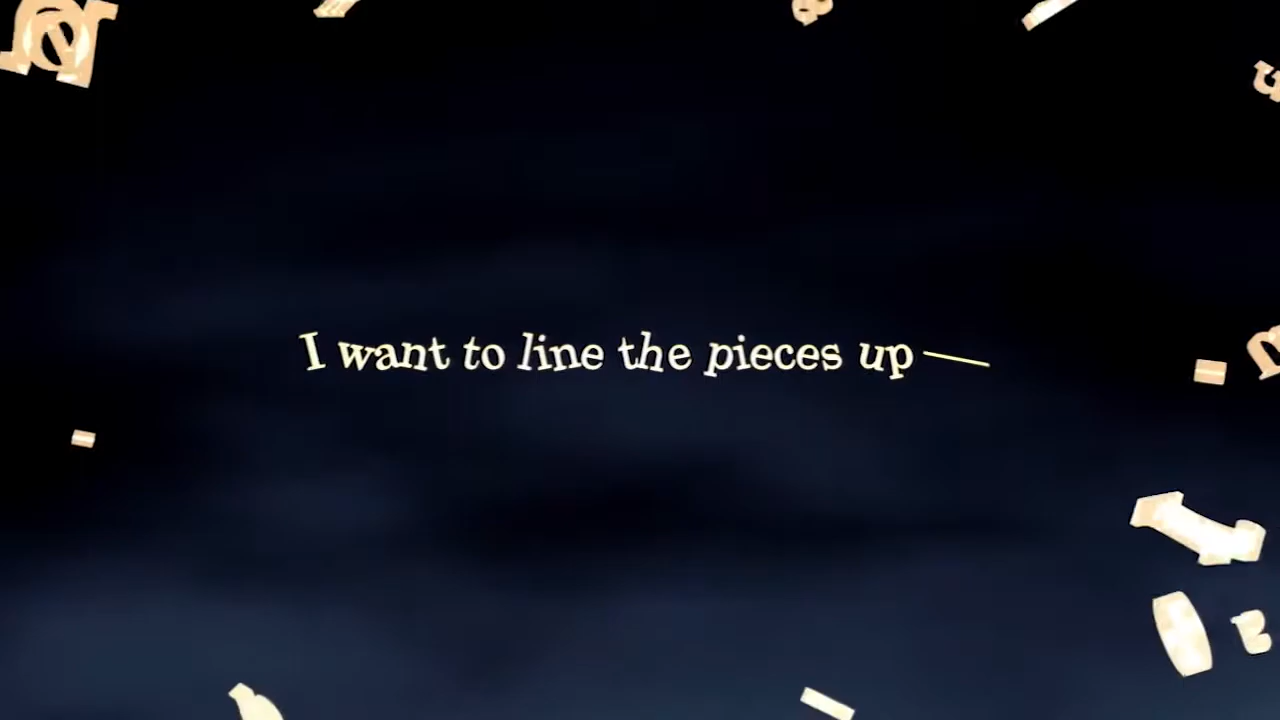 I want to line the pieces up—